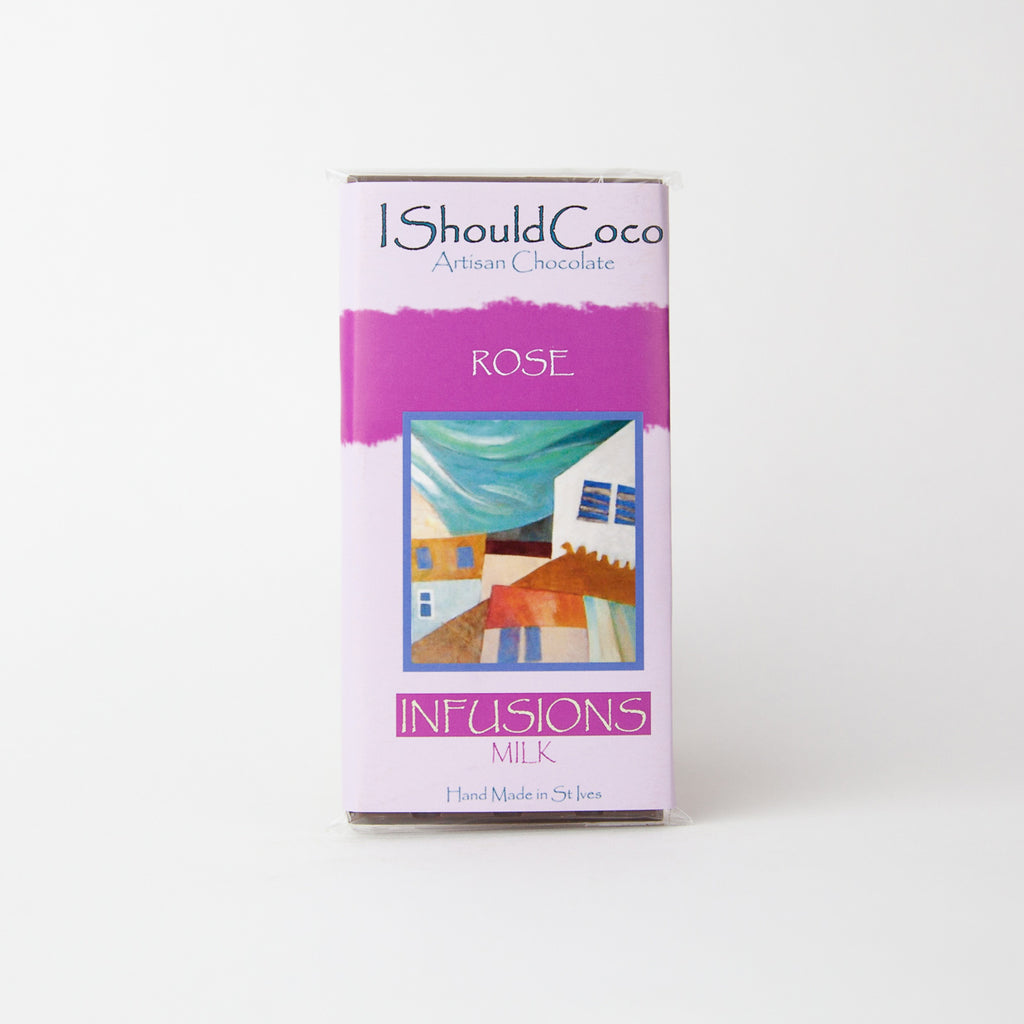 IShouldCoco
Artisan Chocolate
ROSE
INFUSIONS
MILK
Hand Made in St Ives